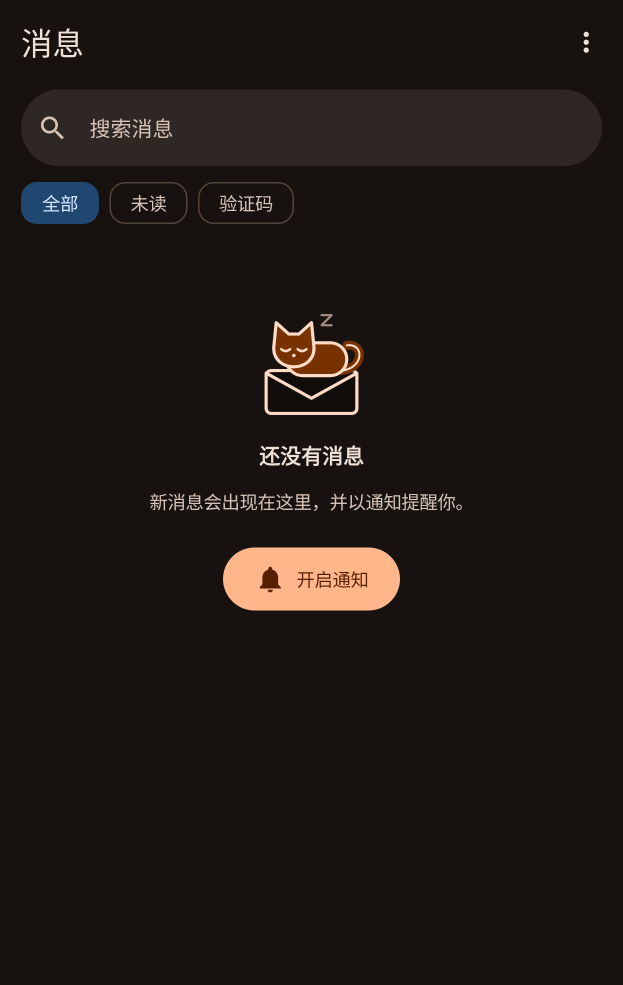 消息
搜索消息
全部 未读 验证码
z
还没有消息
新消息会出现在这里，并以通知提醒你。
开启通知